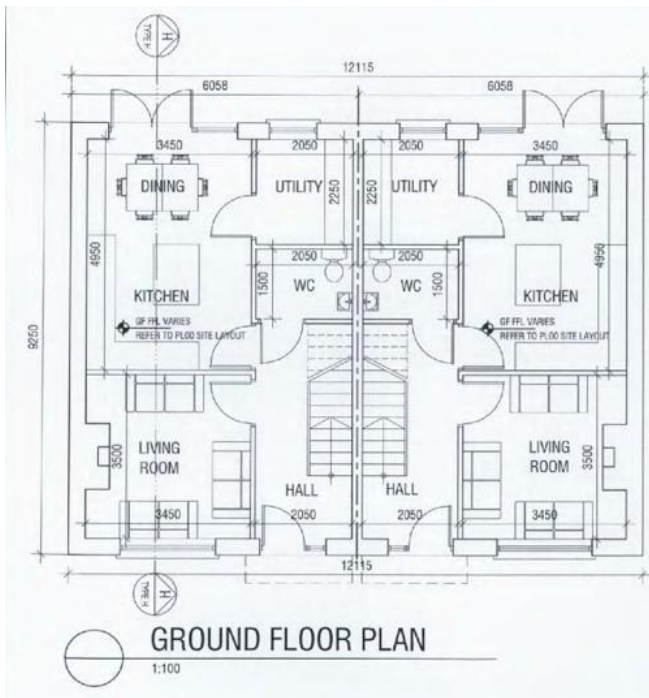 TYPE H
H
12115
6058
6058
3450
2050
2050
3450
DINING
UTILITY
2250
2250
UTILITY
DINING
4950
2050
2050
4950
WC
1500
1500
WC
KITCHEN
KITCHEN
GF FFL VARIES
REFER TO PL00 SITE LAYOUT
GF FFL VARIES
REFER TO PL00 SITE LAYOUT
9250
LIVING
ROOM
3500
LIVING
ROOM
3500
HALL
HALL
3450
2050
2050
3450
12115
TYPE H
H
GROUND FLOOR PLAN
1:100